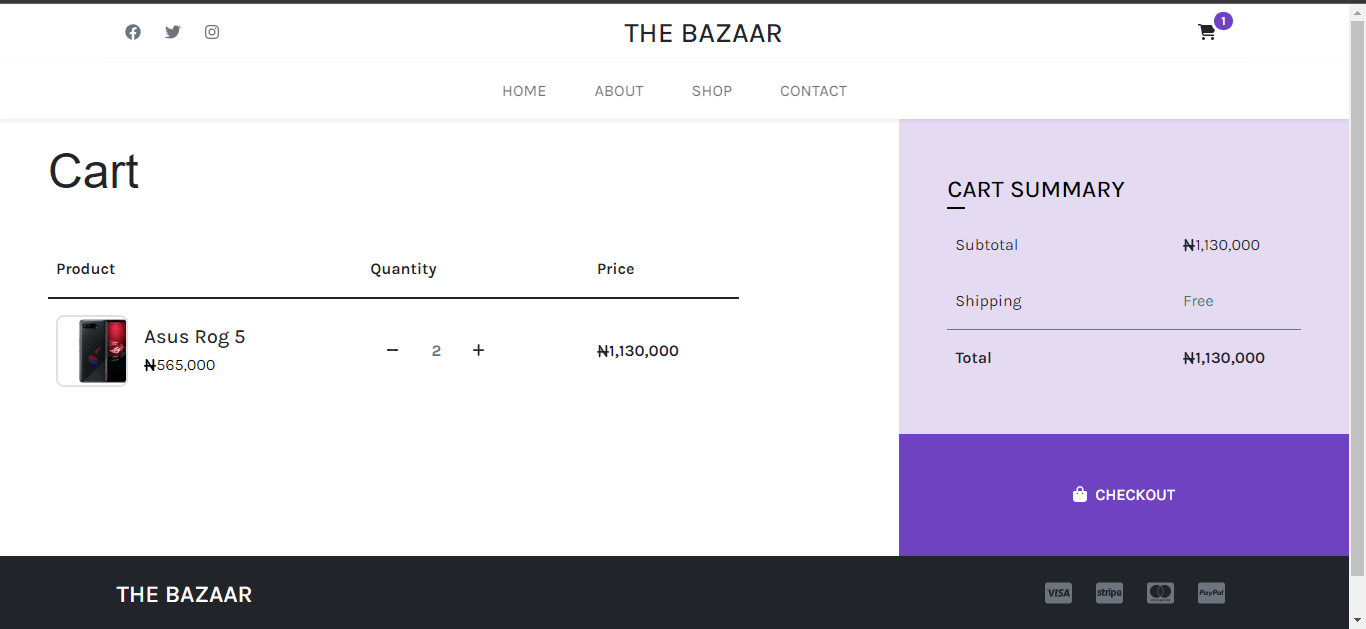 THE BAZAAR
1
HOME ABOUT SHOP CONTACT
Cart
Product Quantity Price
Asus Rog 5
₦565,000
2
₦1,130,000
CART SUMMARY
Subtotal ₦1,130,000
Shipping Free
Total ₦1,130,000
CHECKOUT
THE BAZAAR
VISA stripe PayPal